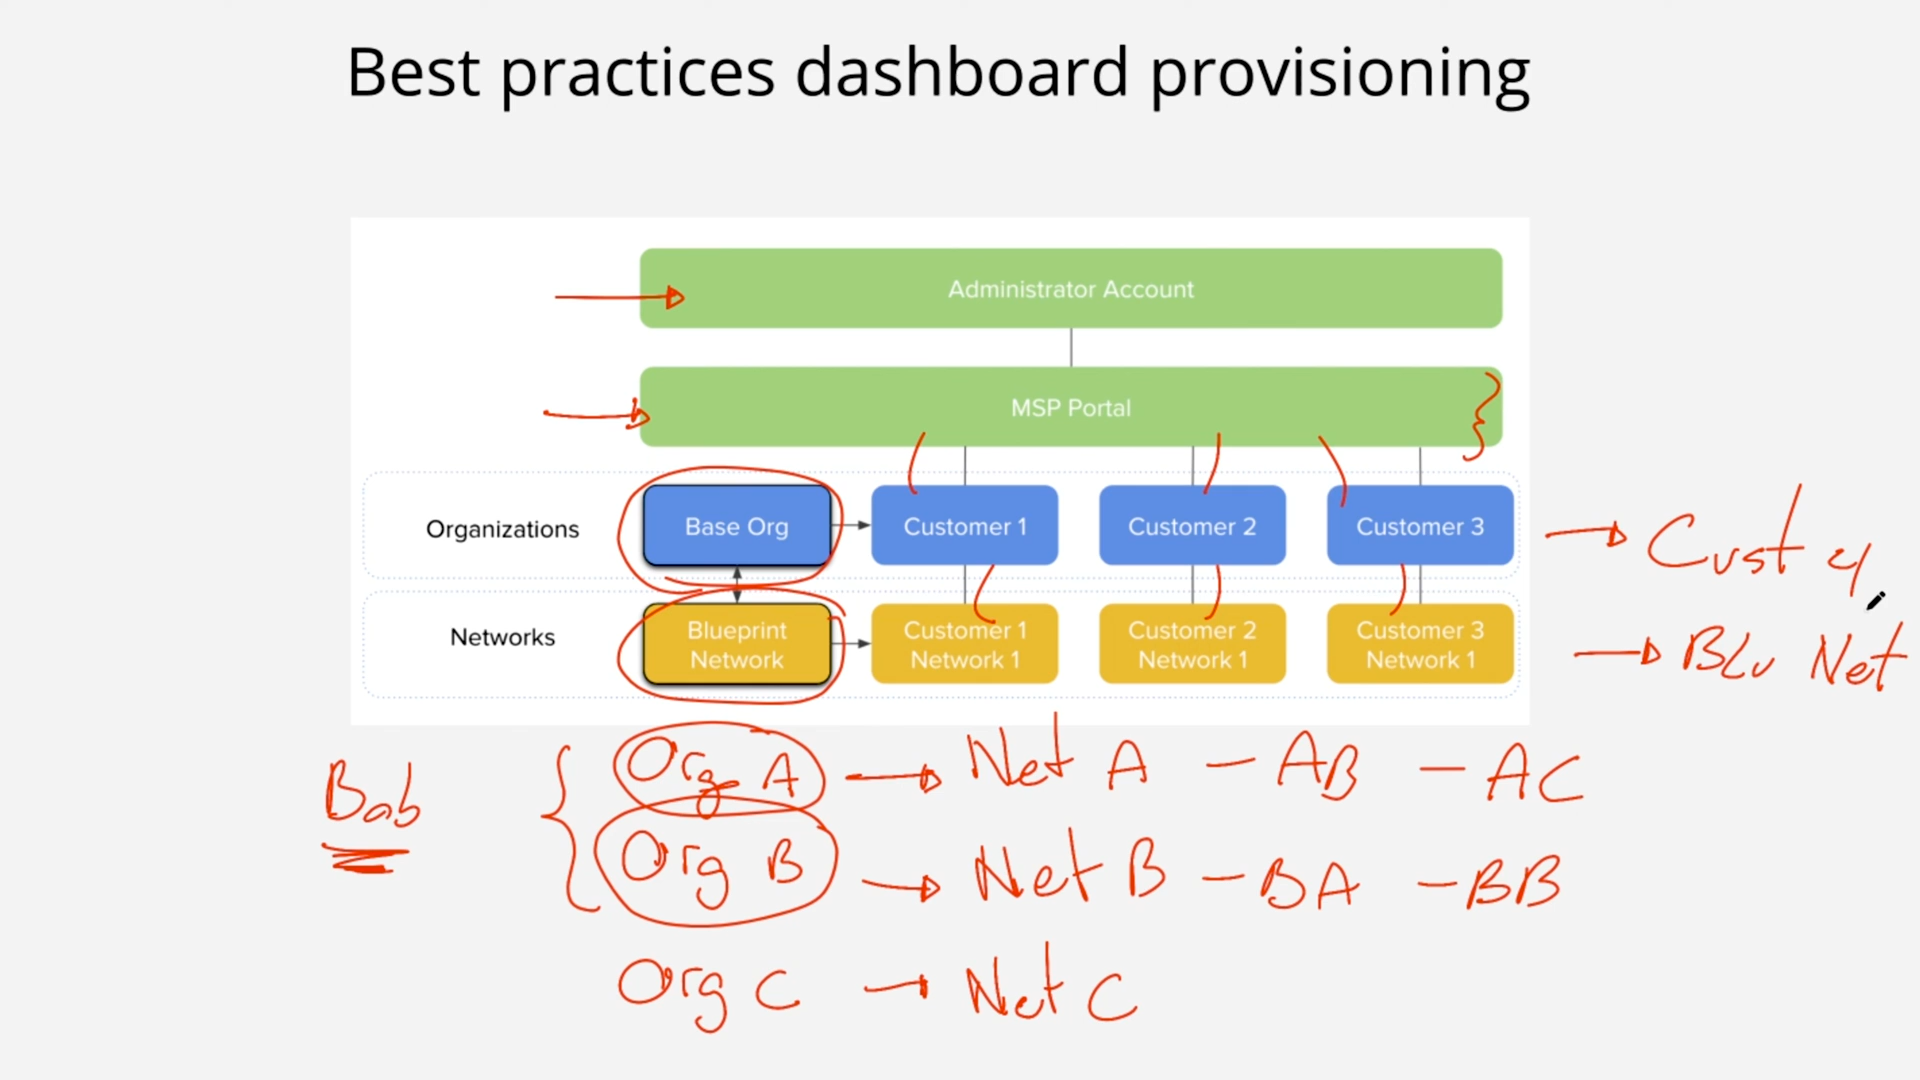 Best practices dashboard provisioning
Administrator Account
MSP Portal
Organizations
Base Org
Customer 1
Customer 2
Customer 3
Cust 4
Networks
Blueprint
Network
Customer 1
Network 1
Customer 2
Network 1
Customer 3
Network 1
Blu Net
Bob
Org A → Net A - AB - AC
Org B → Net B - BA - BB
Org C → Net C